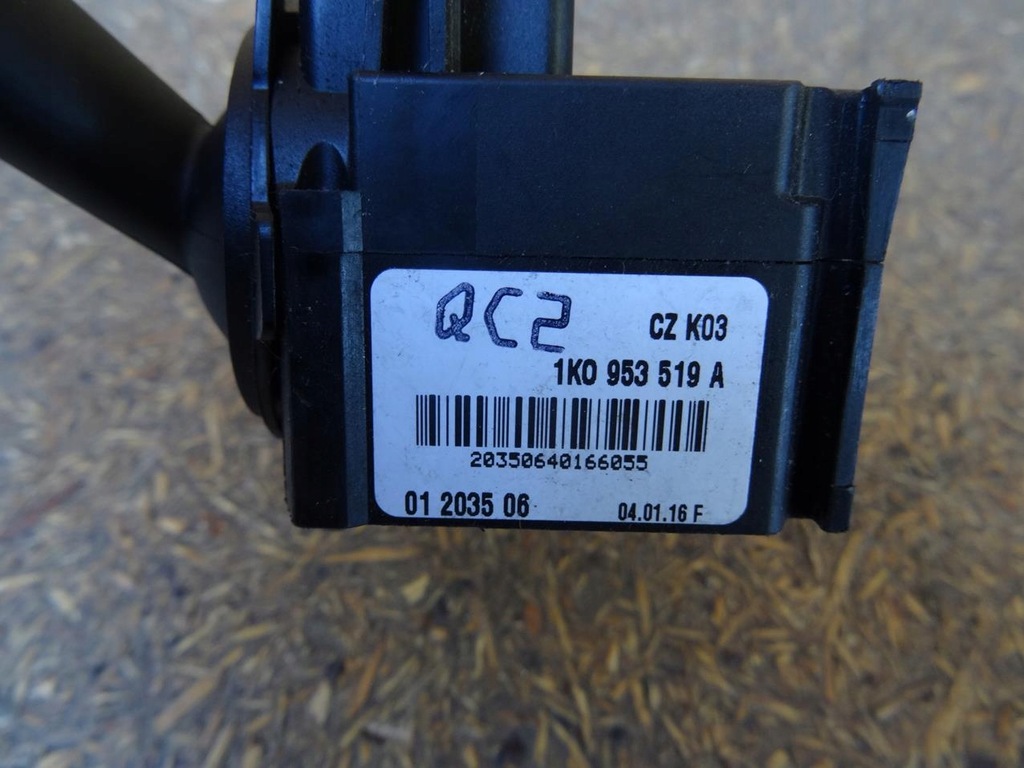 QC2
CZ K03
1K0 953 519 A
20350640166055
01 2035 06
04.01.16 F